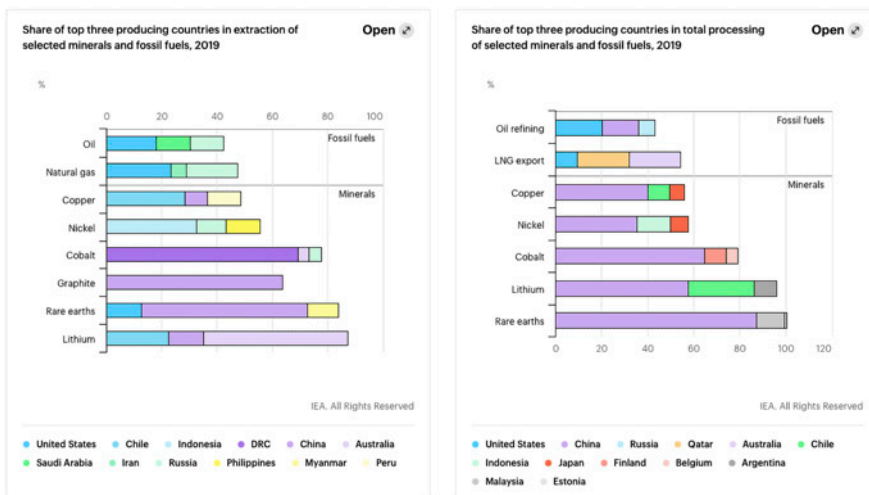 Share of top three producing countries in extraction of
selected minerals and fossil fuels, 2019
Open
%
0 20 40 60 80 100
Fossil fuels
Oil
Natural gas
Minerals
Copper
Nickel
Cobalt
Graphite
Rare earths
Lithium
IEA. All Rights Reserved
United States Chile Indonesia DRC China Australia
Saudi Arabia Iran Russia Philippines Myanmar Peru
Share of top three producing countries in total processing
of selected minerals and fossil fuels, 2019
Open
%
Fossil fuels
Oil refining
LNG export
Minerals
Copper
Nickel
Cobalt
Lithium
Rare earths
0 20 40 60 80 100 120
IEA. All Rights Reserved
United States China Russia Qatar Australia Chile
Indonesia Japan Finland Belgium Argentina
Malaysia Estonia